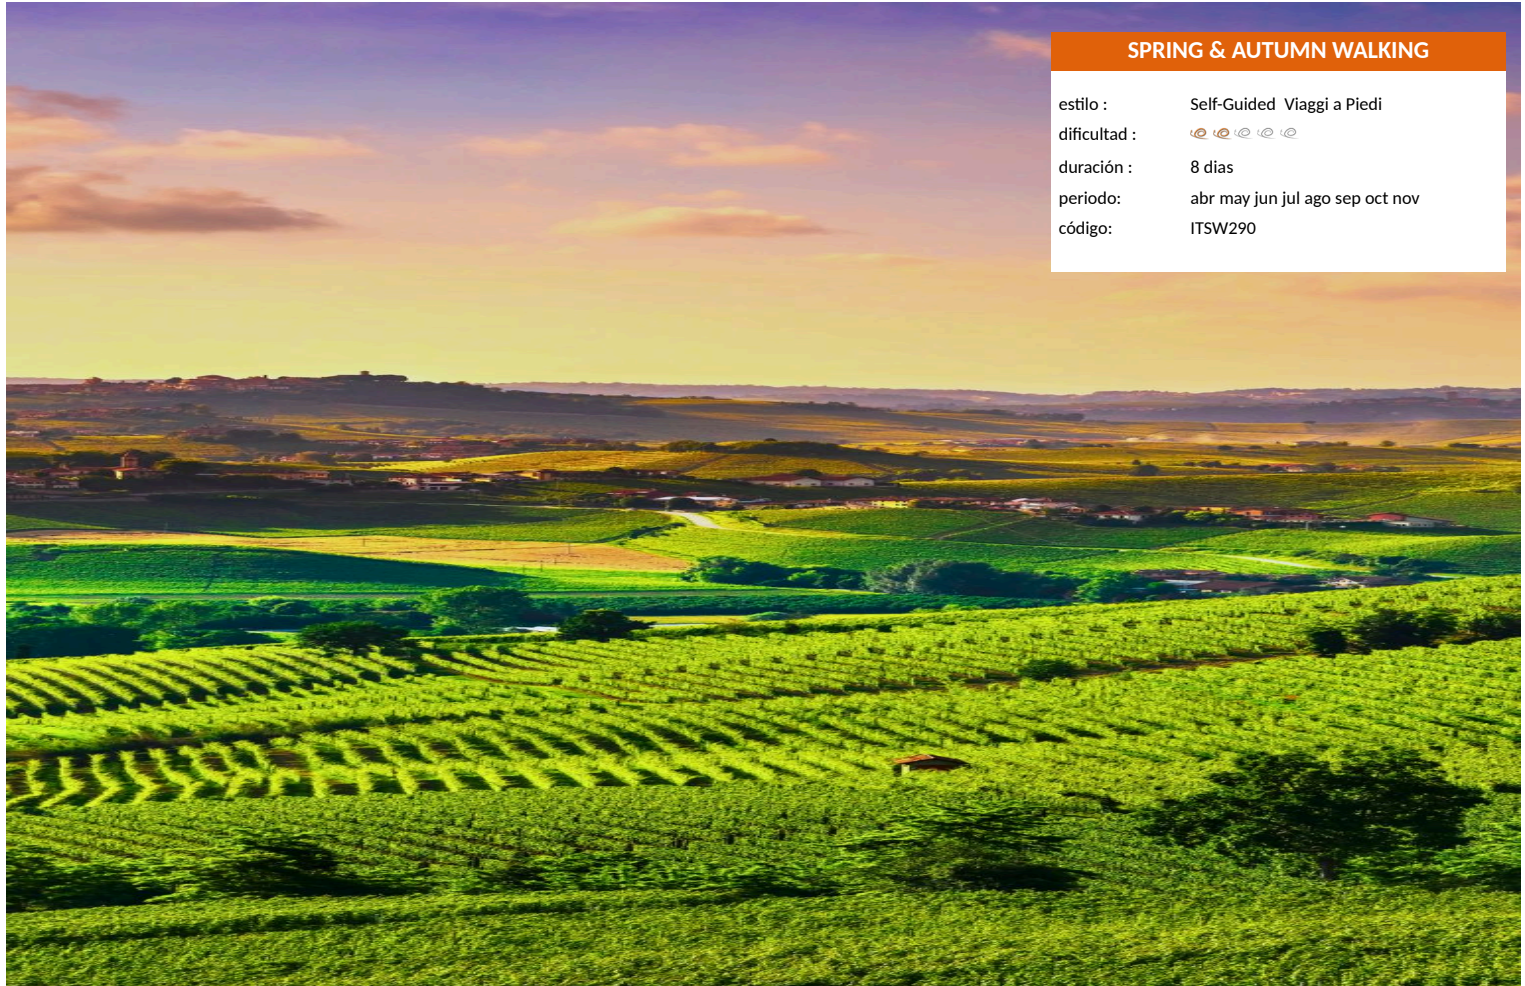 SPRING & AUTUMN WALKING
estilo : Self-Guided  Viaggi a Piedi
dificultad :
duración : 8 dias
periodo: abr may jun jul ago sep oct nov
código: ITSW290